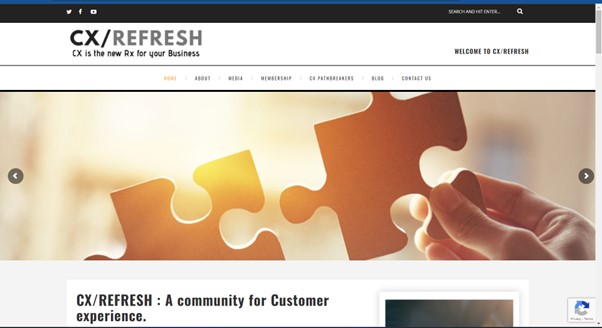 SEARCH AND HIT ENTER...
CX/REFRESH
CX is the new Rx for your Business
WELCOME TO CX/REFRESH
HOME / ABOUT / MEDIA / MEMBERSHIP / CX PATHBREAKERS / BLOG / CONTACT US
CX/REFRESH : A community for Customer
experience.
Privacy - Terms